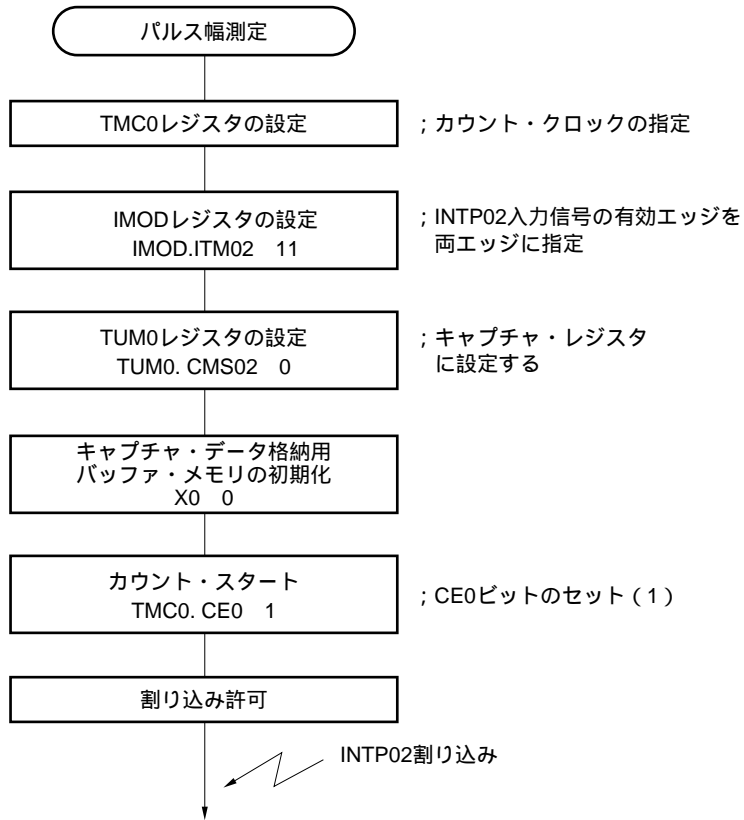 パルス幅測定
TMC0レジスタの設定
；カウント・クロックの指定
IMODレジスタの設定
IMOD.ITM02 11
；INTP02入力信号の有効エッジを
両エッジに指定
TUM0レジスタの設定
TUM0. CMS02 0
；キャプチャ・レジスタ
に設定する
キャプチャ・データ格納用
バッファ・メモリの初期化
X0 0
カウント・スタート
TMC0. CE0 1
；CE0ビットのセット（1）
割り込み許可
INTP02割り込み